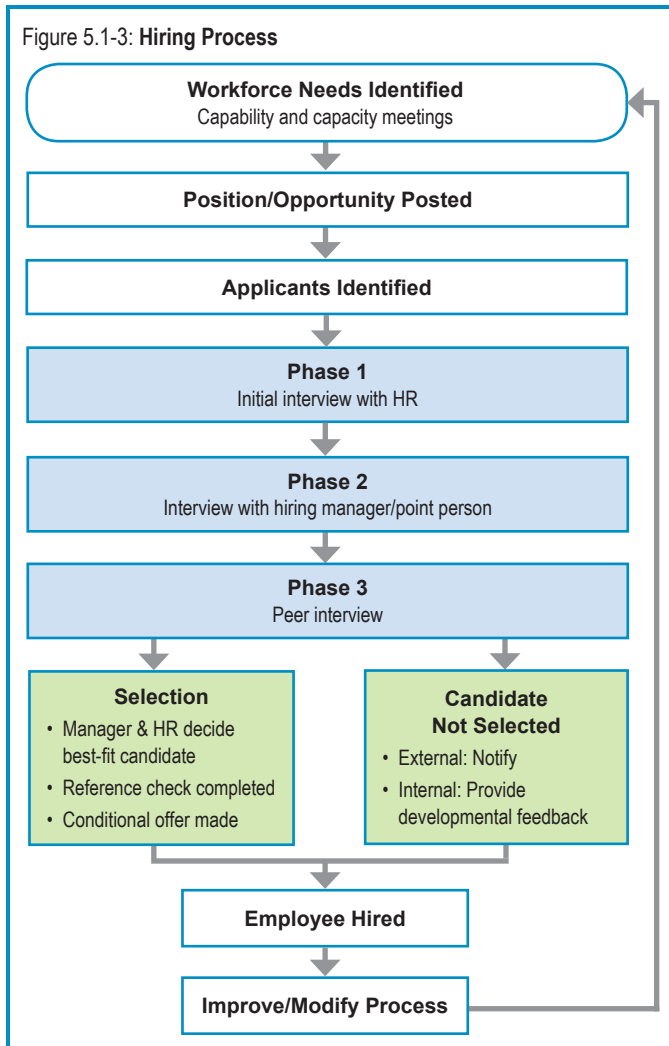 Figure 5.1-3: Hiring Process
Workforce Needs Identified
Capability and capacity meetings
Position/Opportunity Posted
Applicants Identified
Phase 1
Initial interview with HR
Phase 2
Interview with hiring manager/point person
Phase 3
Peer interview
Selection
• Manager & HR decide
best-fit candidate
• Reference check completed
• Conditional offer made
Candidate
Not Selected
• External: Notify
• Internal: Provide
developmental feedback
Employee Hired
Improve/Modify Process